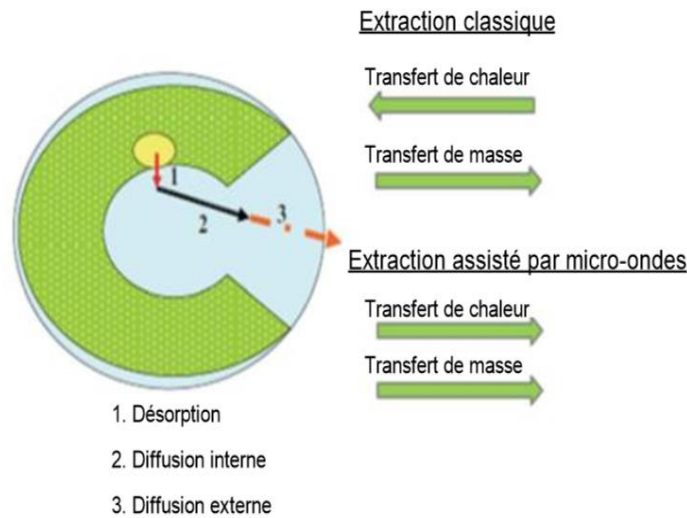 Extraction classique
Transfert de chaleur
Transfert de masse
1
2
3
Extraction assisté par micro-ondes
Transfert de chaleur
Transfert de masse
1. Désorption
2. Diffusion interne
3. Diffusion externe